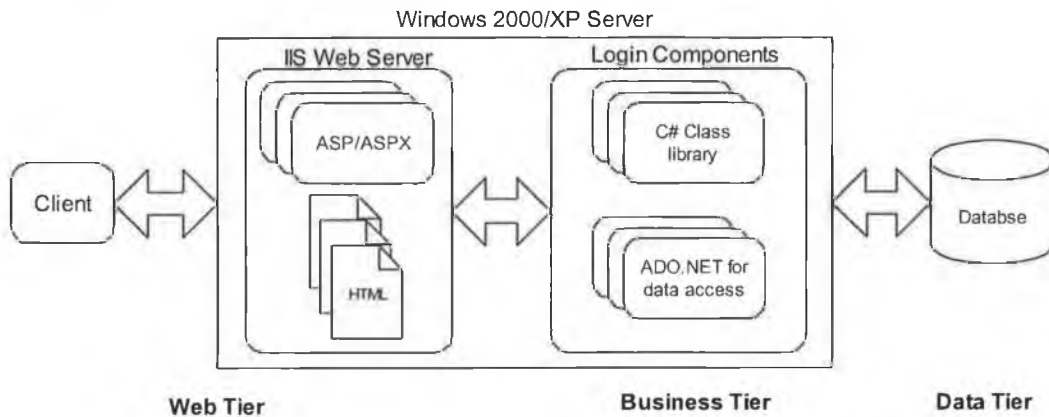 Windows 2000/XP Server
IIS Web Server
Login Components
ASP/ASPX
C# Class
library
Client
Databse
HTML
ADO.NET for
data access
Web Tier
Business Tier
Data Tier